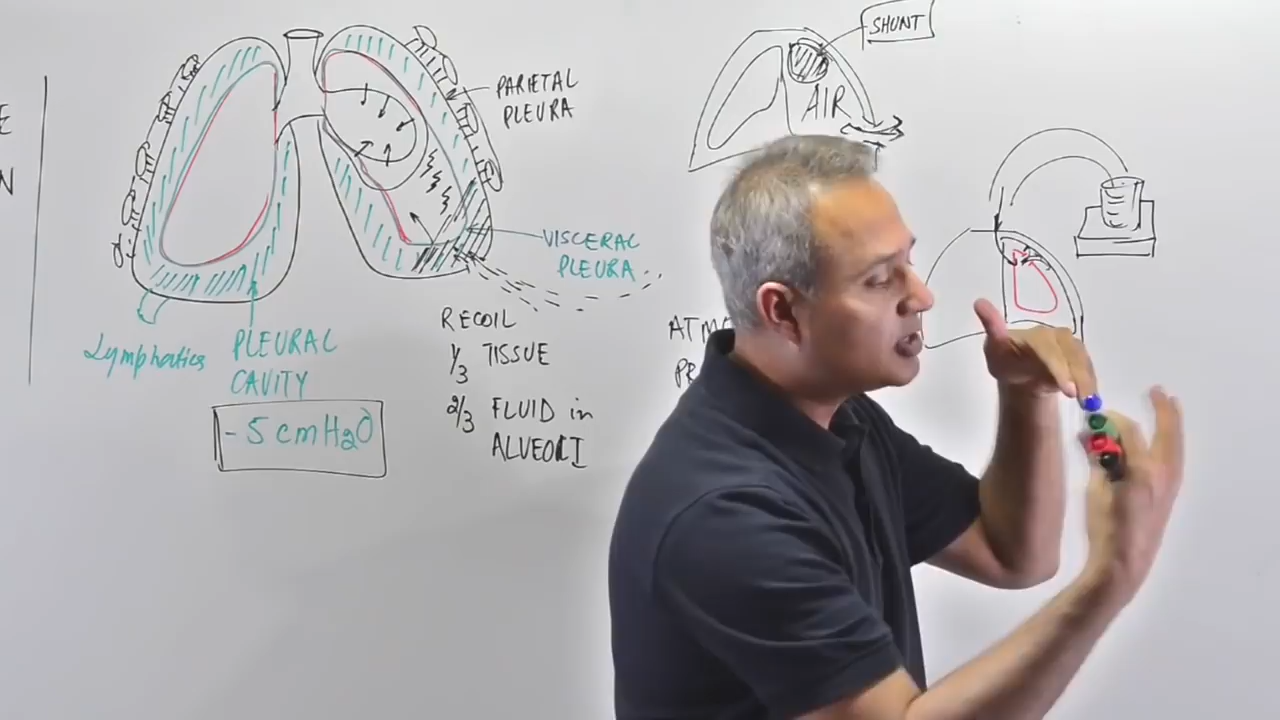 E
N
PARIETAL
PLEURA
SHUNT
AIR
VISCERAL
PLEURA
Lymphatics
PLEURAL
CAVITY
- 5 cmH2O
RECOIL
1/3 TISSUE
2/3 FLUID in
ALVEOLI